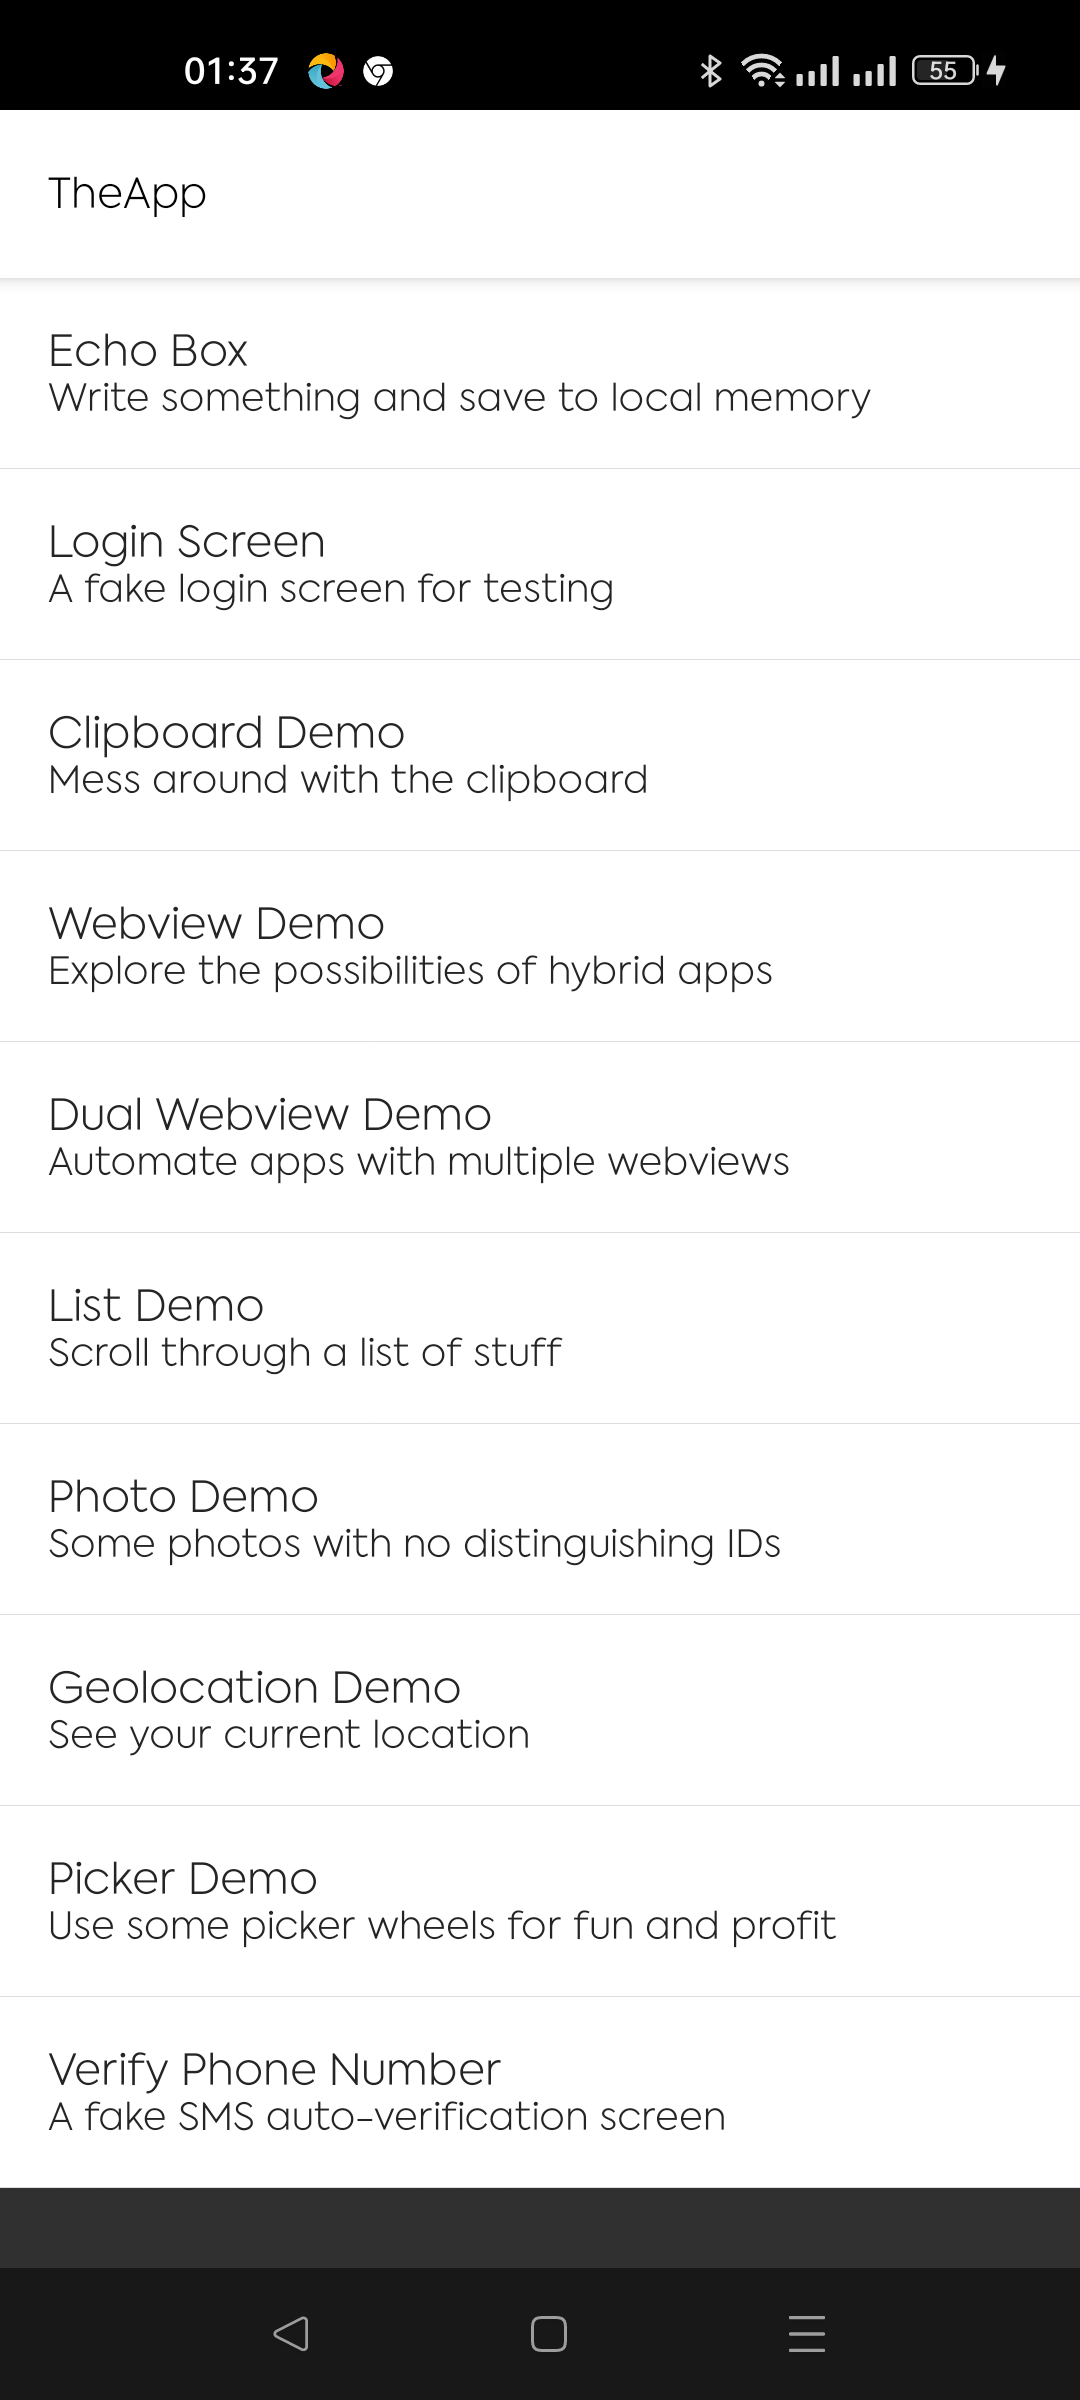 01:37
55
TheApp
Echo Box
Write something and save to local memory
Login Screen
A fake login screen for testing
Clipboard Demo
Mess around with the clipboard
Webview Demo
Explore the possibilities of hybrid apps
Dual Webview Demo
Automate apps with multiple webviews
List Demo
Scroll through a list of stuff
Photo Demo
Some photos with no distinguishing IDs
Geolocation Demo
See your current location
Picker Demo
Use some picker wheels for fun and profit
Verify Phone Number
A fake SMS auto-verification screen